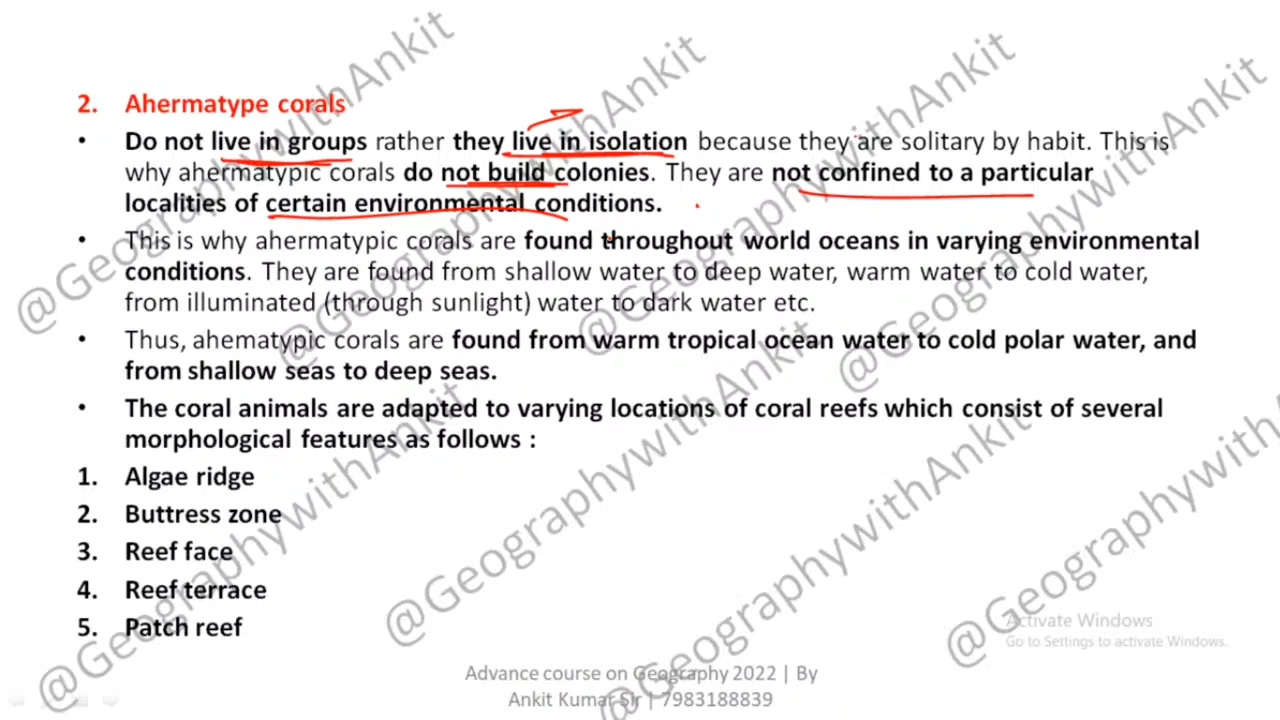 2. Ahermatype corals
• Do not live in groups rather they live in isolation because they are solitary by habit. This is
why ahermatypic corals do not build colonies. They are not confined to a particular
localities of certain environmental conditions.
• This is why ahermatypic corals are found throughout world oceans in varying environmental
conditions. They are found from shallow water to deep water, warm water to cold water,
from illuminated (through sunlight) water to dark water etc.
• Thus, ahematypic corals are found from warm tropical ocean water to cold polar water, and
from shallow seas to deep seas.
• The coral animals are adapted to varying locations of coral reefs which consist of several
morphological features as follows :
1. Algae ridge
2. Buttress zone
3. Reef face
4. Reef terrace
5. Patch reef
Activate Windows
Go to Settings to activate Windows.
Advance course on Geography 2022 | By
Ankit Kumar Sir | 7983188839
@GeographywithAnkit
@GeographywithAnkit
@GeographywithAnkit
@GeographywithAnkit
@GeographywithAnkit
@GeographywithAnkit
@GeographywithAnkit
@GeographywithAnkit